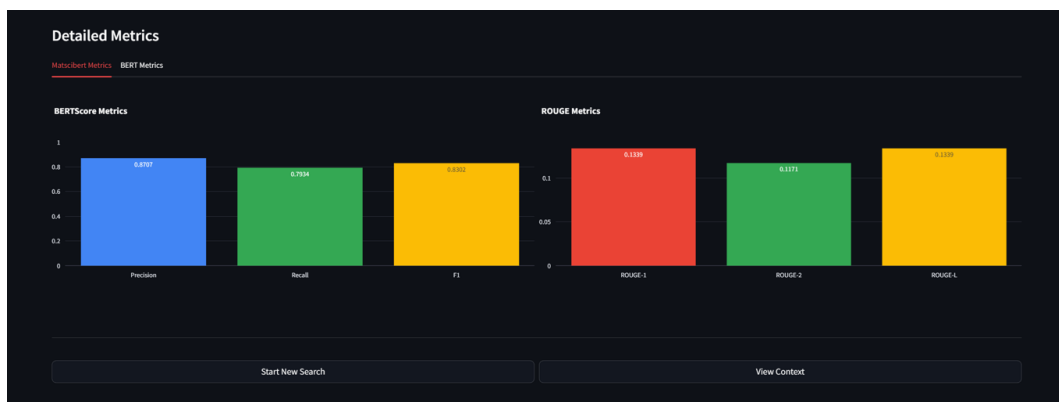 Detailed Metrics
Matscibert Metrics BERT Metrics
BERTScore Metrics
1
0.8
0.6
0.4
0.2
0
0.8707
0.7934
0.8302
Precision
Recall
F1
ROUGE Metrics
0.1
0.05
0
0.1339
0.1171
0.1339
ROUGE-1
ROUGE-2
ROUGE-L
Start New Search
View Context